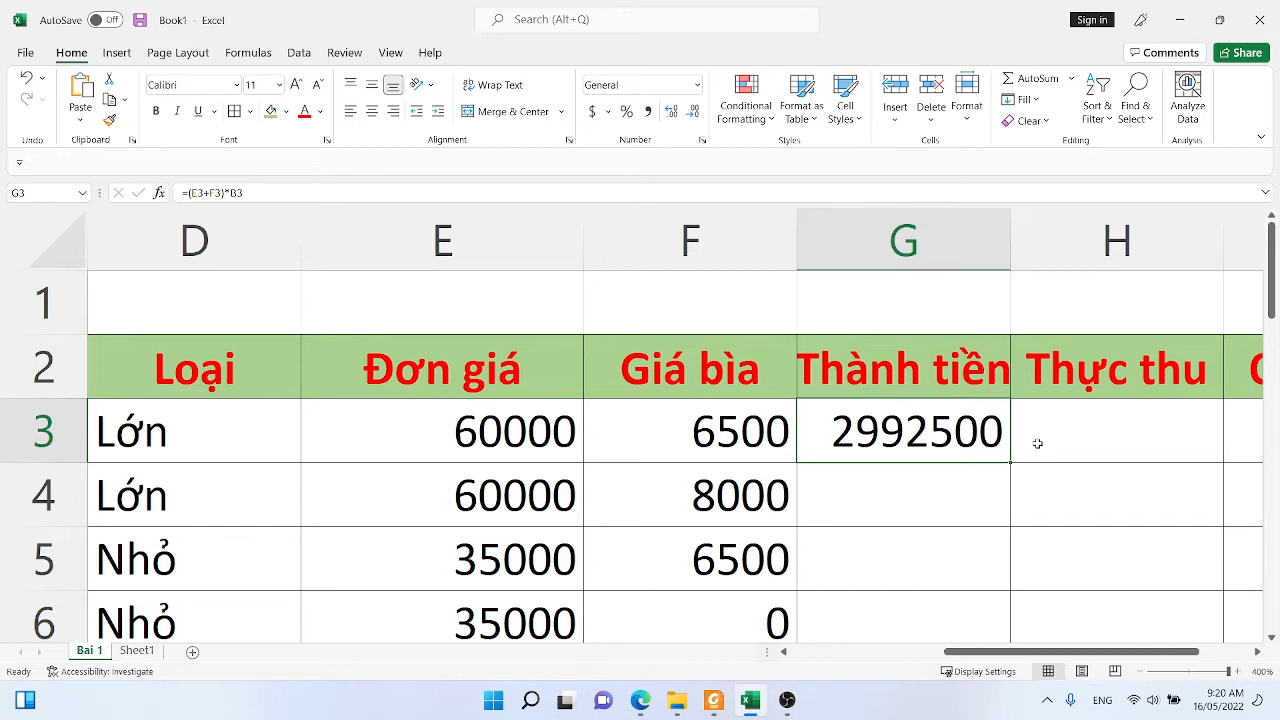 AutoSave Off Book1 - Excel Search (Alt+Q) Sign in
File Home Insert Page Layout Formulas Data Review View Help Comments Share
Calibri 11 Wrap Text General AutoSum
Paste B I U Merge & Center $ % Conditional Formatting Format as Table Cell Styles Insert Delete Format Fill Clear Sort & Filter Find & Select Analyze Data
Undo Clipboard Font Alignment Number Styles Cells Editing Analysis
G3 fx =(E3+F3)*B3
D E F G H
1
2 Loại Đơn giá Giá bìa Thành tiền Thực thu
3 Lớn 60000 6500 2992500
4 Lớn 60000 8000
5 Nhỏ 35000 6500
6 Nhỏ 35000 0
Bai 1 Sheet1
Ready Accessibility: Investigate Display Settings 400%
ENG 9:20 AM
16/05/2022